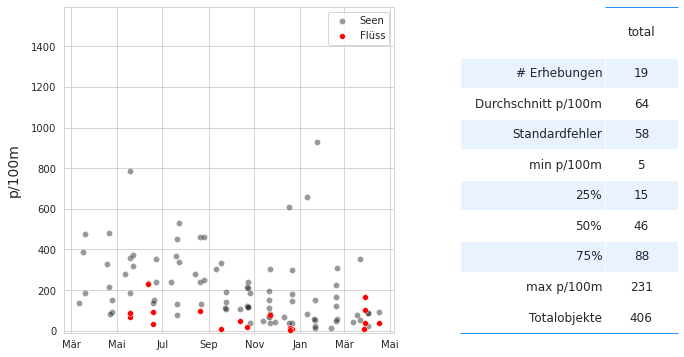 Seen
Flüss
p/100m
1400
1200
1000
800
600
400
200
0
Mär Mai Jul Sep Nov Jan Mär Mai
total
# Erhebungen 19
Durchschnitt p/100m 64
Standardfehler 58
min p/100m 5
25% 15
50% 46
75% 88
max p/100m 231
Totalobjekte 406